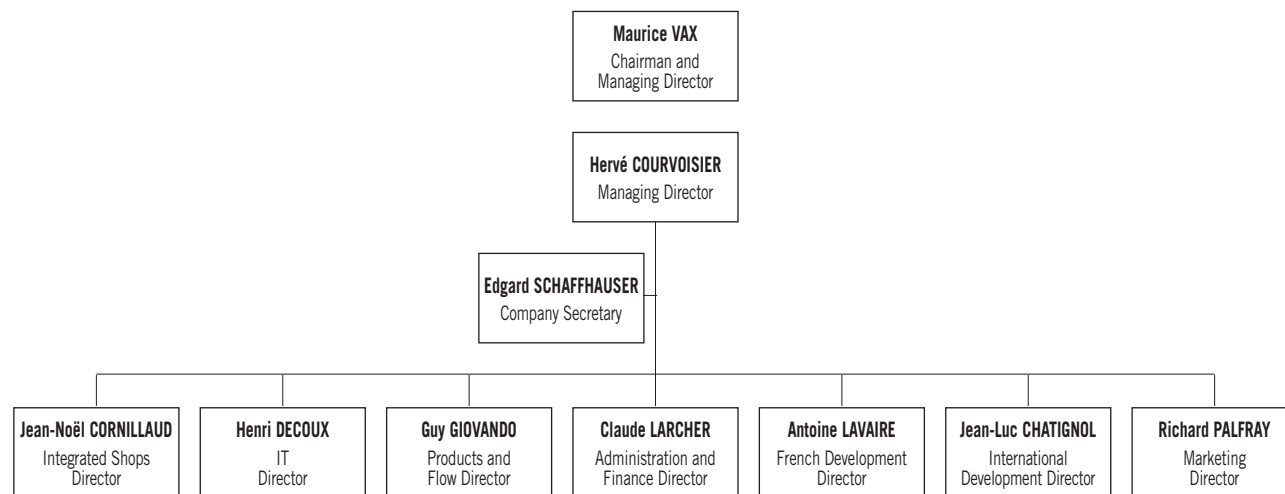 Maurice VAX
Chairman and
Managing Director
Hervé COURVOISIER
Managing Director
Edgard SCHAFFHAUSER
Company Secretary
Jean-Noël CORNILLAUD
Integrated Shops
Director
Henri DECOUX
IT
Director
Guy GIOVANDO
Products and
Flow Director
Claude LARCHER
Administration and
Finance Director
Antoine LAVAIRE
French Development
Director
Jean-Luc CHATIGNOL
International
Development Director
Richard PALFRAY
Marketing
Director